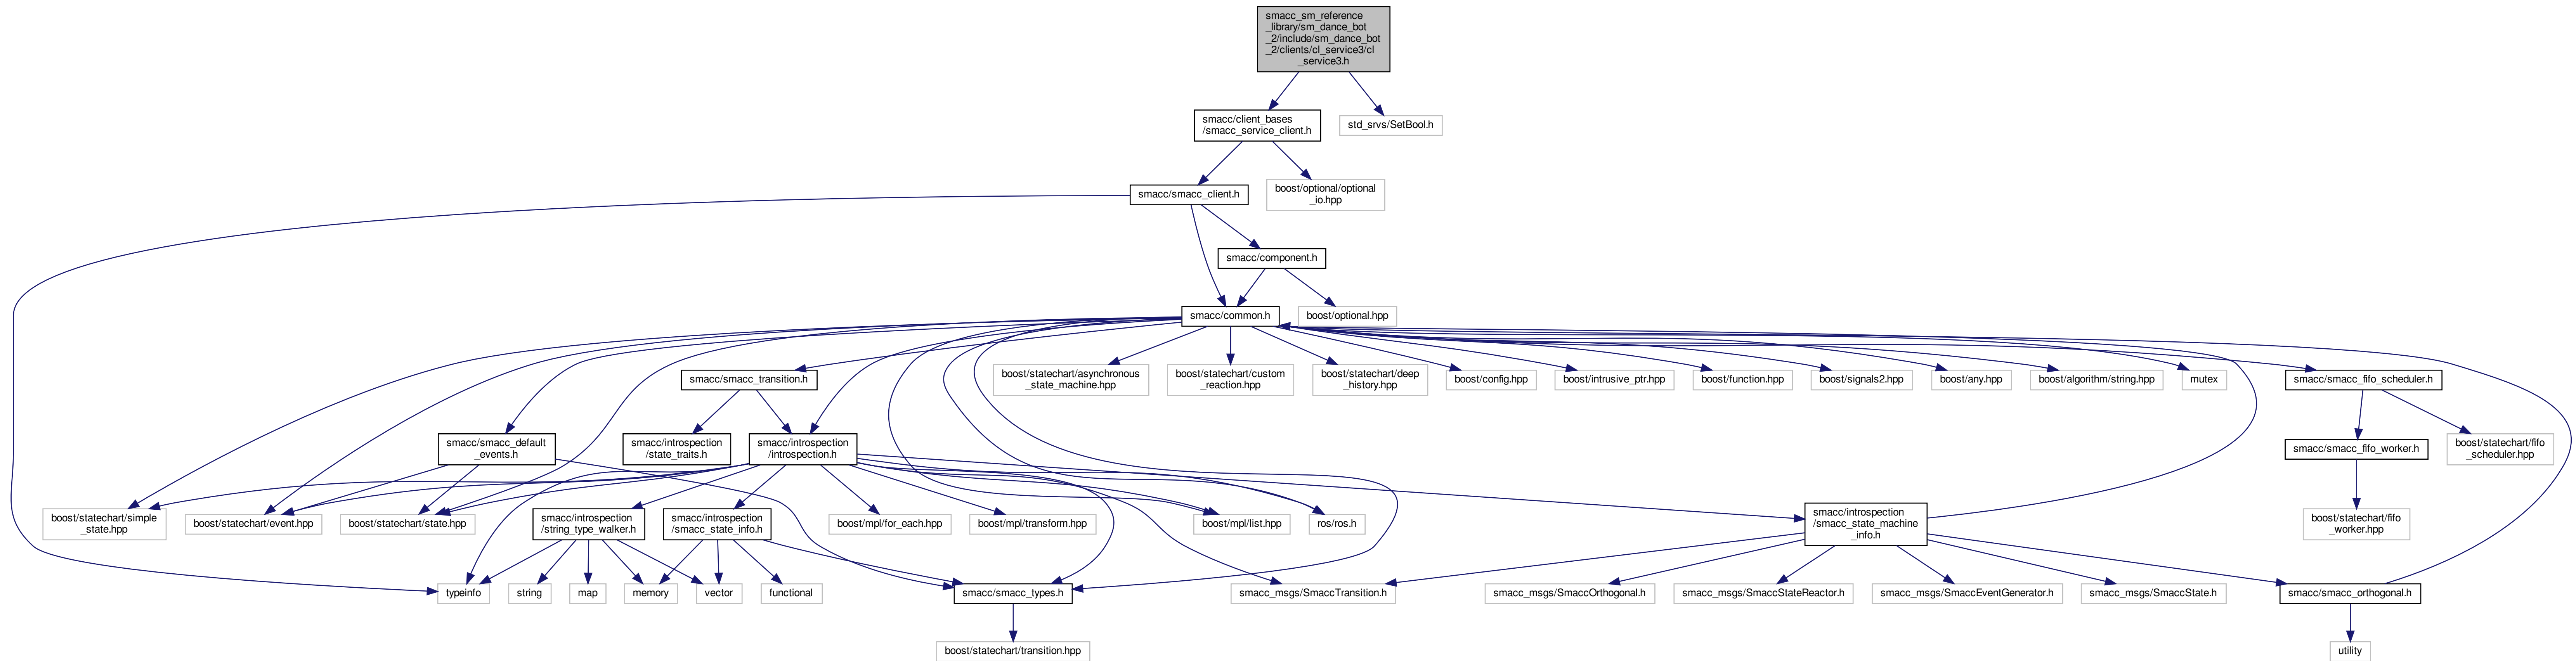 smacc_sm_reference
_library/sm_dance_bot
_2/include/sm_dance_bot
_2/clients/cl_service3/cl
_service3.h
smacc/client_bases
/smacc_service_client.h
std_srvs/SetBool.h
smacc/smacc_client.h
boost/optional/optional
_io.hpp
smacc/component.h
smacc/common.h
boost/optional.hpp
smacc/smacc_transition.h
boost/statechart/asynchronous
_state_machine.hpp
boost/statechart/custom
_reaction.hpp
boost/statechart/deep
_history.hpp
boost/config.hpp
boost/intrusive_ptr.hpp
boost/function.hpp
boost/signals2.hpp
boost/any.hpp
boost/algorithm/string.hpp
mutex
smacc/smacc_fifo_scheduler.h
smacc/smacc_default
_events.h
smacc/introspection
/state_traits.h
smacc/introspection
/introspection.h
smacc/smacc_fifo_worker.h
boost/statechart/fifo
_scheduler.hpp
boost/statechart/simple
_state.hpp
boost/statechart/event.hpp
boost/statechart/state.hpp
smacc/introspection
/string_type_walker.h
smacc/introspection
/smacc_state_info.h
boost/mpl/for_each.hpp
boost/mpl/transform.hpp
boost/mpl/list.hpp
ros/ros.h
smacc/introspection
/smacc_state_machine
_info.h
boost/statechart/fifo
_worker.hpp
typeinfo
string
map
memory
vector
functional
smacc/smacc_types.h
smacc_msgs/SmaccTransition.h
smacc_msgs/SmaccOrthogonal.h
smacc_msgs/SmaccStateReactor.h
smacc_msgs/SmaccEventGenerator.h
smacc_msgs/SmaccState.h
smacc/smacc_orthogonal.h
boost/statechart/transition.hpp
utility